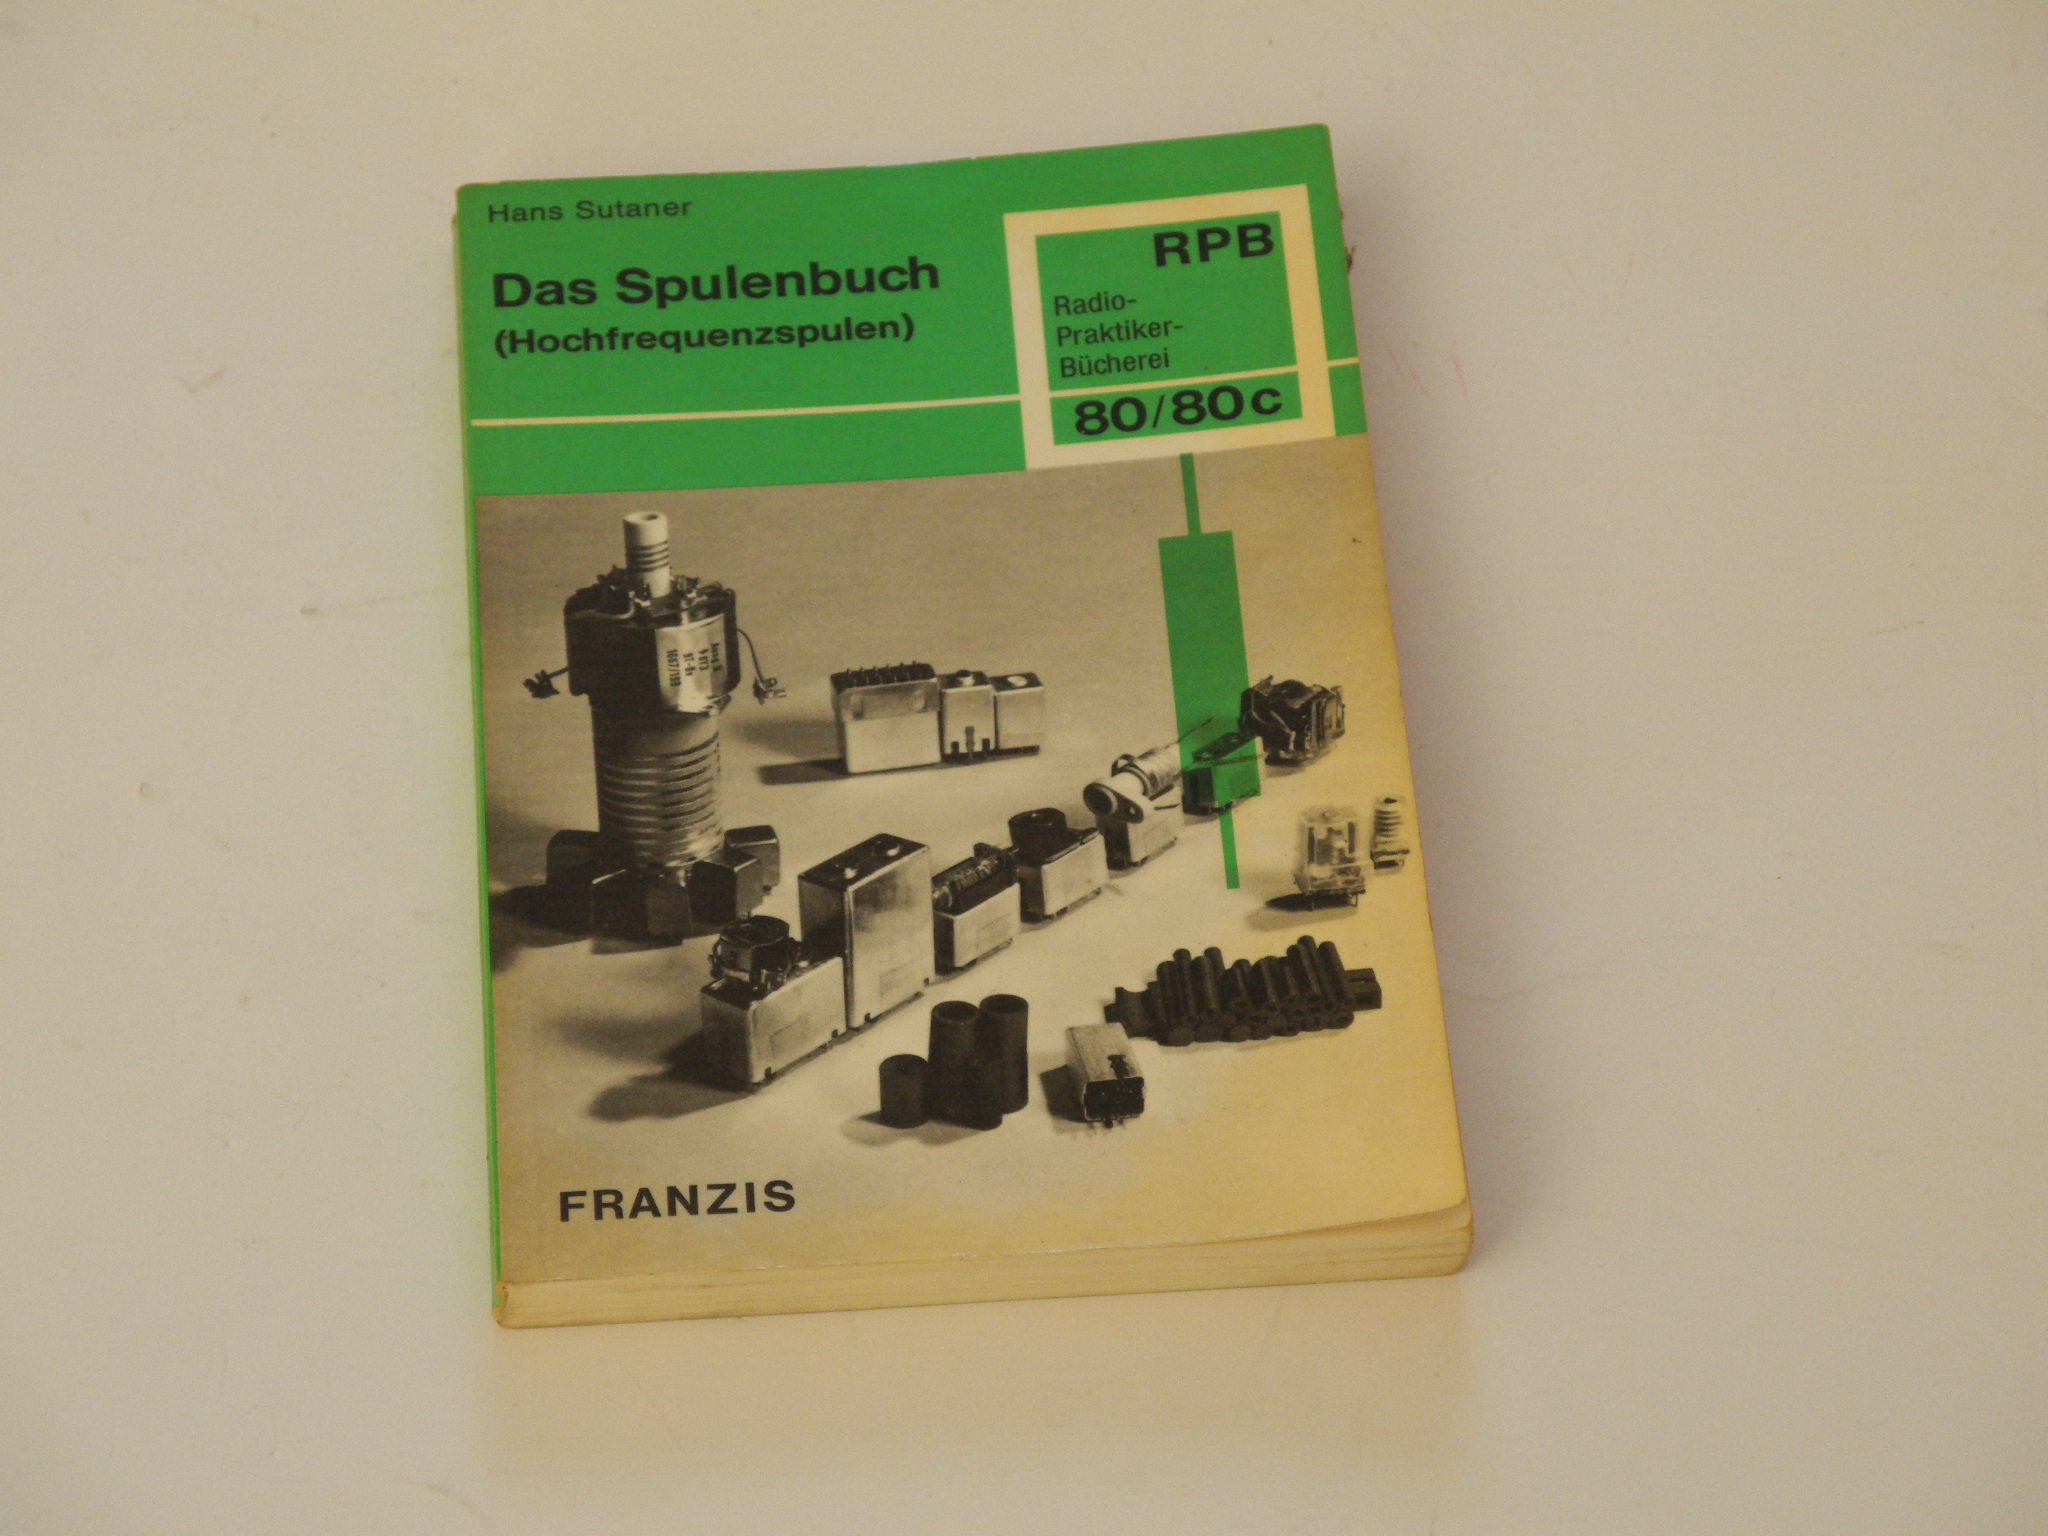 Hans Sutaner
Das Spulenbuch
(Hochfrequenzspulen)
RPB
Radio-
Praktiker-
Bücherei
80/80c
FRANZIS